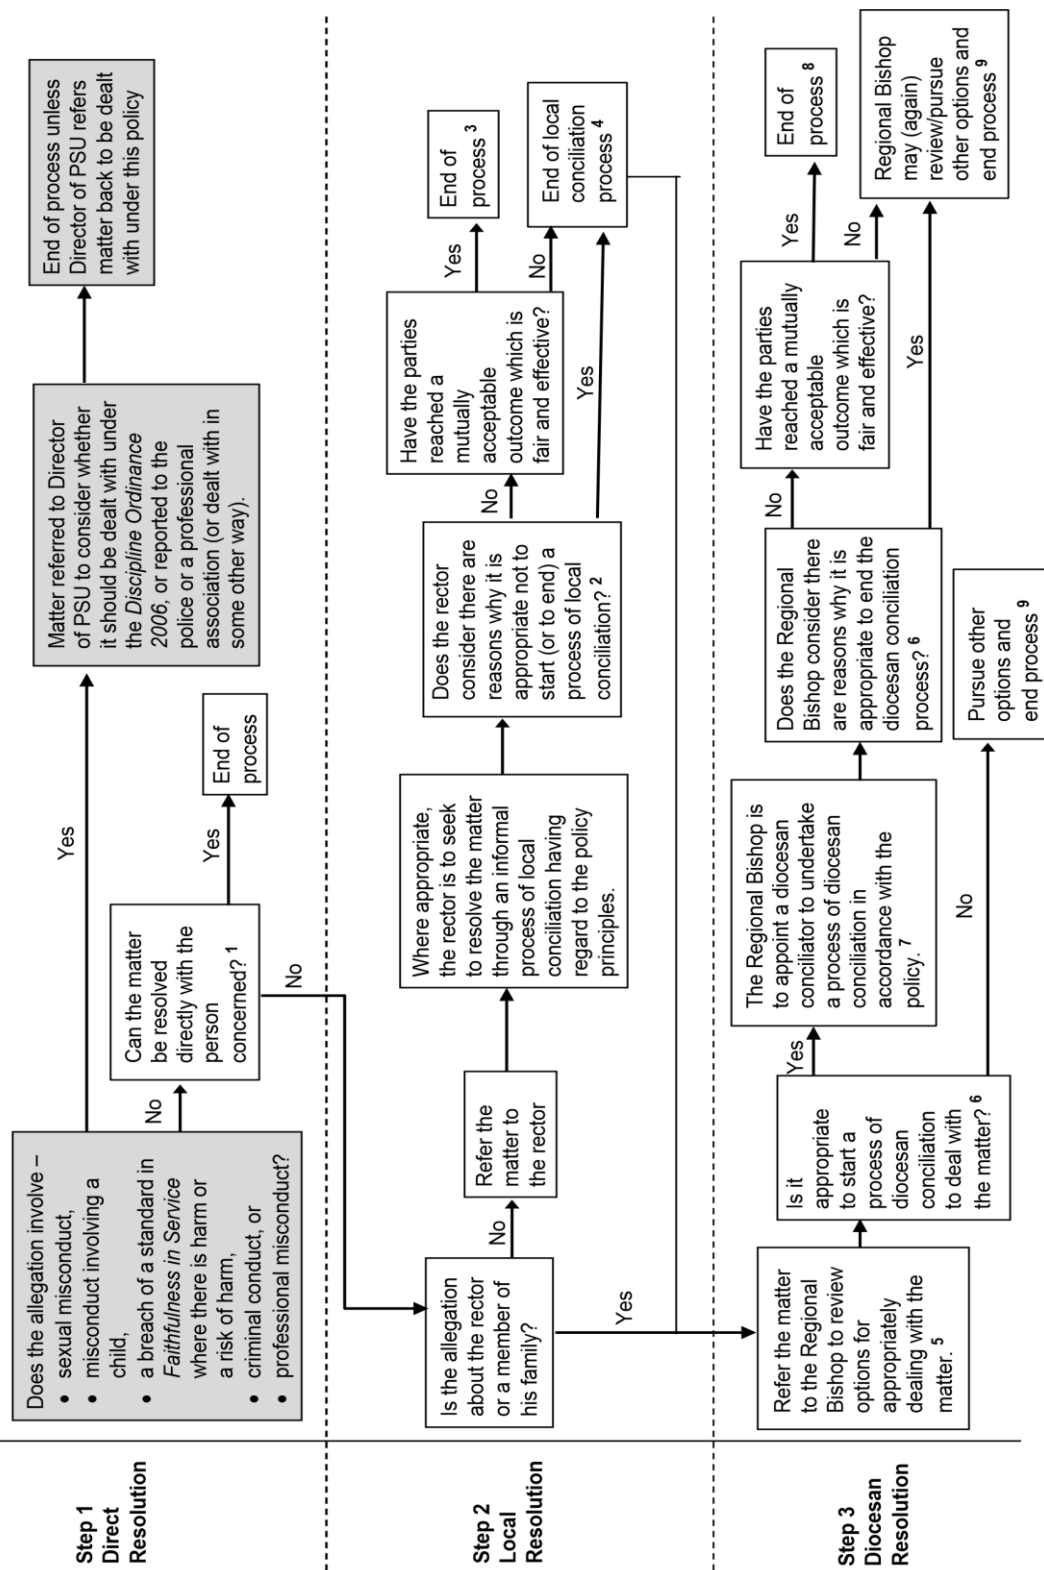 Step 1
Direct
Resolution
Does the allegation involve –
• sexual misconduct,
• misconduct involving a
child,
• a breach of a standard in
Faithfulness in Service
where there is harm or
a risk of harm,
• criminal conduct, or
• professional misconduct?
Yes
Matter referred to Director
of PSU to consider whether
it should be dealt with under
the Discipline Ordinance
2006, or reported to the
police or a professional
association (or dealt with in
some other way).
End of process unless
Director of PSU refers
matter back to be dealt
with under this policy
No
Can the matter
be resolved
directly with the
person
concerned? 1
Yes
End of
process
No
Step 2
Local
Resolution
Is the allegation
about the rector
or a member of
his family?
No
Refer the
matter to
the rector
Where appropriate,
the rector is to seek
to resolve the matter
through an informal
process of local
conciliation having
regard to the policy
principles.
Does the rector
consider there are
reasons why it is
appropriate not to
start (or to end) a
process of local
conciliation? 2
No
Have the parties
reached a
mutually
acceptable
outcome which is
fair and effective?
Yes
End of
process 3
No
End of local
conciliation
process 4
Yes
Yes
Step 3
Diocesan
Resolution
Refer the matter
to the Regional
Bishop to review
options for
appropriately
dealing with the
matter. 5
Is it
appropriate
to start a
process of
diocesan
conciliation
to deal with
the matter? 6
Yes
The Regional Bishop is
to appoint a diocesan
conciliator to undertake
a process of diocesan
conciliation in
accordance with the
policy. 7
Does the Regional
Bishop consider there
are reasons why it is
appropriate to end the
diocesan conciliation
process? 6
No
Have the parties
reached a mutually
acceptable
outcome which is
fair and effective?
Yes
End of
process 8
No
Regional Bishop
may (again)
review/pursue
other options and
end process 9
Yes
No
Pursue other
options and
end process 9